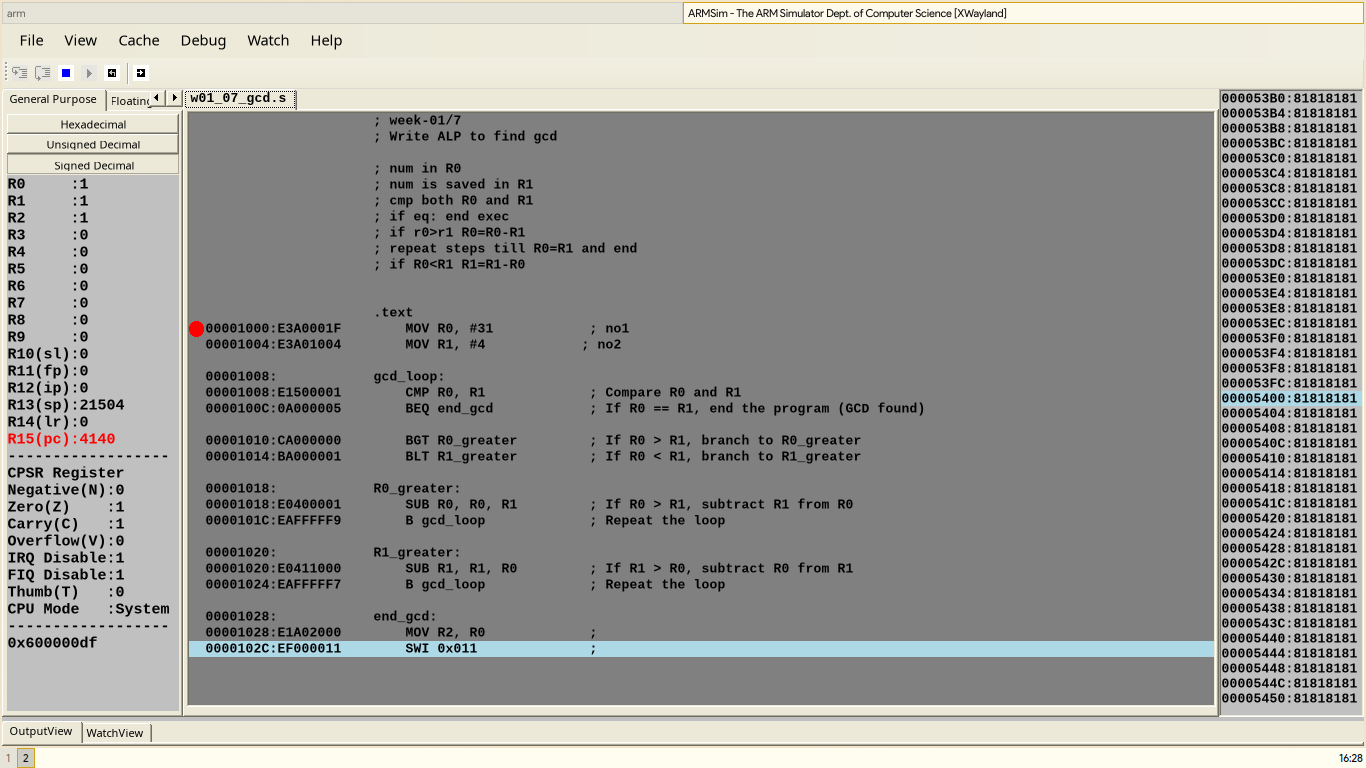 arm
ARMSim - The ARM Simulator Dept. of Computer Science [XWayland]
File View Cache Debug Watch Help
General Purpose Floating
w01_07_gcd.s
Hexadecimal
Unsigned Decimal
Signed Decimal
R0 :1
R1 :1
R2 :1
R3 :0
R4 :0
R5 :0
R6 :0
R7 :0
R8 :0
R9 :0
R10(sl):0
R11(fp):0
R12(ip):0
R13(sp):21504
R14(lr):0
R15(pc):4140
------------------
CPSR Register
Negative(N):0
Zero(Z) :1
Carry(C) :1
Overflow(V):0
IRQ Disable:1
FIQ Disable:1
Thumb(T) :0
CPU Mode :System
------------------
0x600000df
; week-01/7
; Write ALP to find gcd
; num in R0
; num is saved in R1
; cmp both R0 and R1
; if eq: end exec
; if r0>r1 R0=R0-R1
; repeat steps till R0=R1 and end
; if R0<R1 R1=R1-R0
.text
00001000:E3A0001F MOV R0, #31 ; no1
00001004:E3A01004 MOV R1, #4 ; no2
00001008: gcd_loop:
00001008:E1500001 CMP R0, R1 ; Compare R0 and R1
0000100C:0A000005 BEQ end_gcd ; If R0 == R1, end the program (GCD found)
00001010:CA000000 BGT R0_greater ; If R0 > R1, branch to R0_greater
00001014:BA000001 BLT R1_greater ; If R0 < R1, branch to R1_greater
00001018: R0_greater:
00001018:E0400001 SUB R0, R0, R1 ; If R0 > R1, subtract R1 from R0
0000101C:EAFFFFF9 B gcd_loop ; Repeat the loop
00001020: R1_greater:
00001020:E0411000 SUB R1, R1, R0 ; If R1 > R0, subtract R0 from R1
00001024:EAFFFFF7 B gcd_loop ; Repeat the loop
00001028: end_gcd:
00001028:E1A02000 MOV R2, R0 ;
0000102C:EF000011 SWI 0x011 ;
000053B0:81818181
000053B4:81818181
000053B8:81818181
000053BC:81818181
000053C0:81818181
000053C4:81818181
000053C8:81818181
000053CC:81818181
000053D0:81818181
000053D4:81818181
000053D8:81818181
000053DC:81818181
000053E0:81818181
000053E4:81818181
000053E8:81818181
000053EC:81818181
000053F0:81818181
000053F4:81818181
000053F8:81818181
000053FC:81818181
00005400:81818181
00005404:81818181
00005408:81818181
0000540C:81818181
00005410:81818181
00005414:81818181
00005418:81818181
0000541C:81818181
00005420:81818181
00005424:81818181
00005428:81818181
0000542C:81818181
00005430:81818181
00005434:81818181
00005438:81818181
0000543C:81818181
00005440:81818181
00005444:81818181
00005448:81818181
0000544C:81818181
00005450:81818181
OutputView WatchView
1 2
16:28